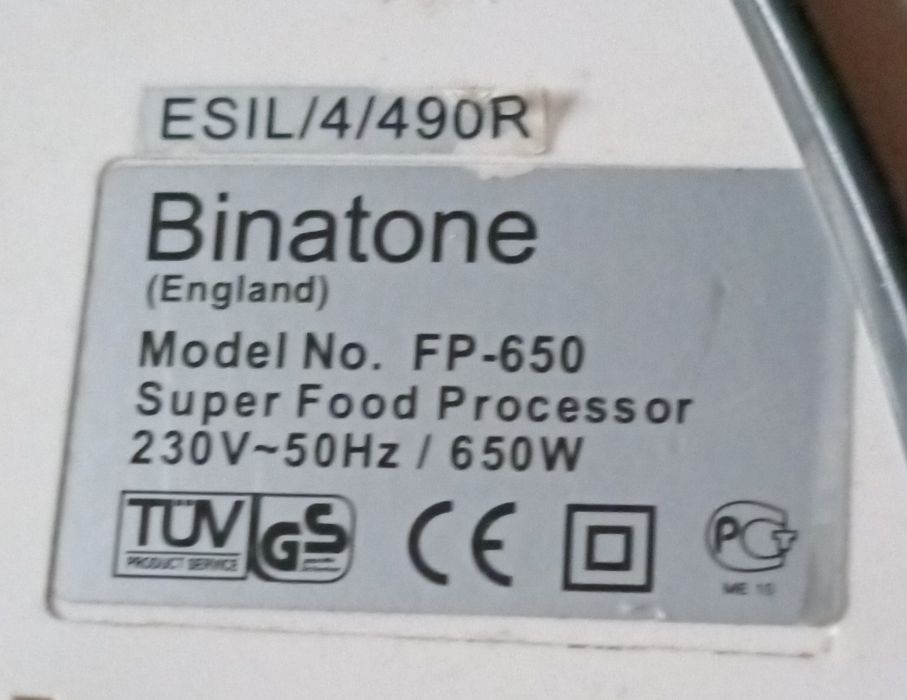 ESIL/4/490R
Binatone
(England)
Model No. FP-650
Super Food Processor
230V~50Hz / 650W
TÜV GS CE PCT
PRODUCT SERVICE
ME 10